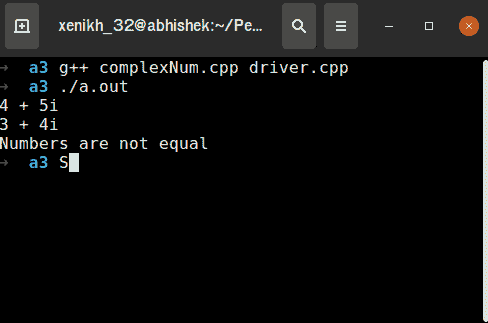 xenikh_32@abhishek:~/Pe...
→ a3 g++ complexNum.cpp driver.cpp
→ a3 ./a.out
4 + 5i
3 + 4i
Numbers are not equal
→ a3 S